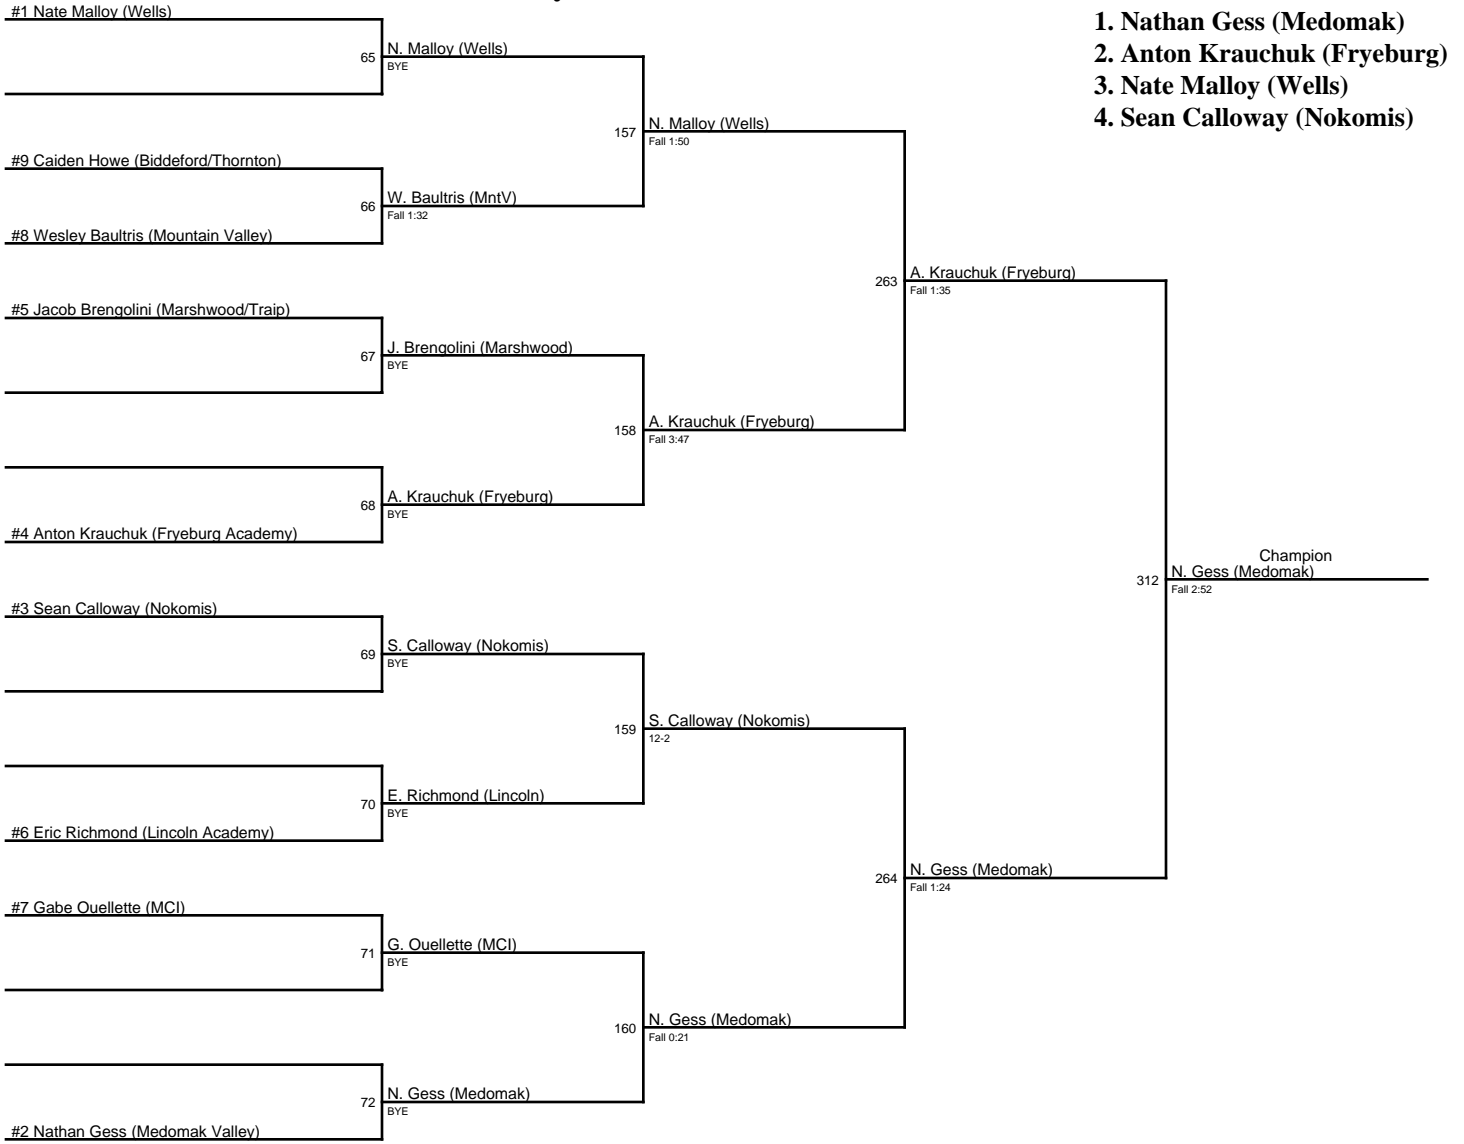 #1 Nate Malloy (Wells)
65
N. Malloy (Wells)
BYE
#9 Caiden Howe (Biddeford/Thornton)
66
W. Baultris (MntV)
Fall 1:32
#8 Wesley Baultris (Mountain Valley)
157
N. Malloy (Wells)
Fall 1:50
#5 Jacob Brengolini (Marshwood/Traip)
67
J. Brengolini (Marshwood)
BYE
158
A. Krauchuk (Fryeburg)
Fall 3:47
68
A. Krauchuk (Fryeburg)
BYE
#4 Anton Krauchuk (Fryeburg Academy)
263
A. Krauchuk (Fryeburg)
Fall 1:35
#3 Sean Calloway (Nokomis)
69
S. Calloway (Nokomis)
BYE
159
S. Calloway (Nokomis)
12-2
70
E. Richmond (Lincoln)
BYE
#6 Eric Richmond (Lincoln Academy)
264
N. Gess (Medomak)
Fall 1:24
#7 Gabe Ouellette (MCI)
71
G. Ouellette (MCI)
BYE
160
N. Gess (Medomak)
Fall 0:21
72
N. Gess (Medomak)
BYE
#2 Nathan Gess (Medomak Valley)
312
Champion
N. Gess (Medomak)
Fall 2:52
1. Nathan Gess (Medomak)
2. Anton Krauchuk (Fryeburg)
3. Nate Malloy (Wells)
4. Sean Calloway (Nokomis)